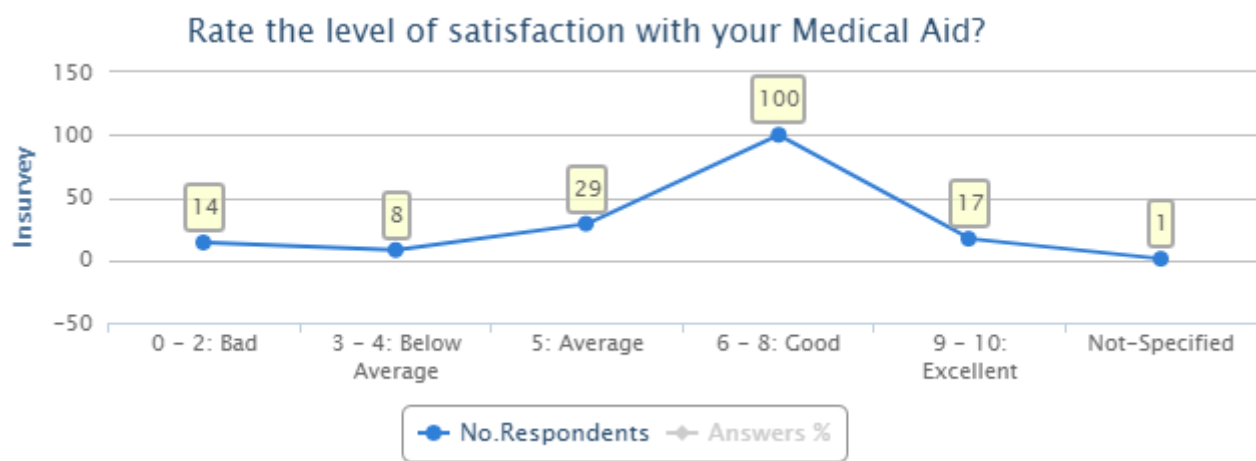 Rate the level of satisfaction with your Medical Aid?
Insurvey
150
100
50
0
-50
14
8
29
100
17
1
0 - 2: Bad
3 - 4: Below
Average
5: Average
6 - 8: Good
9 - 10:
Excellent
Not-Specified
No.Respondents
Answers %